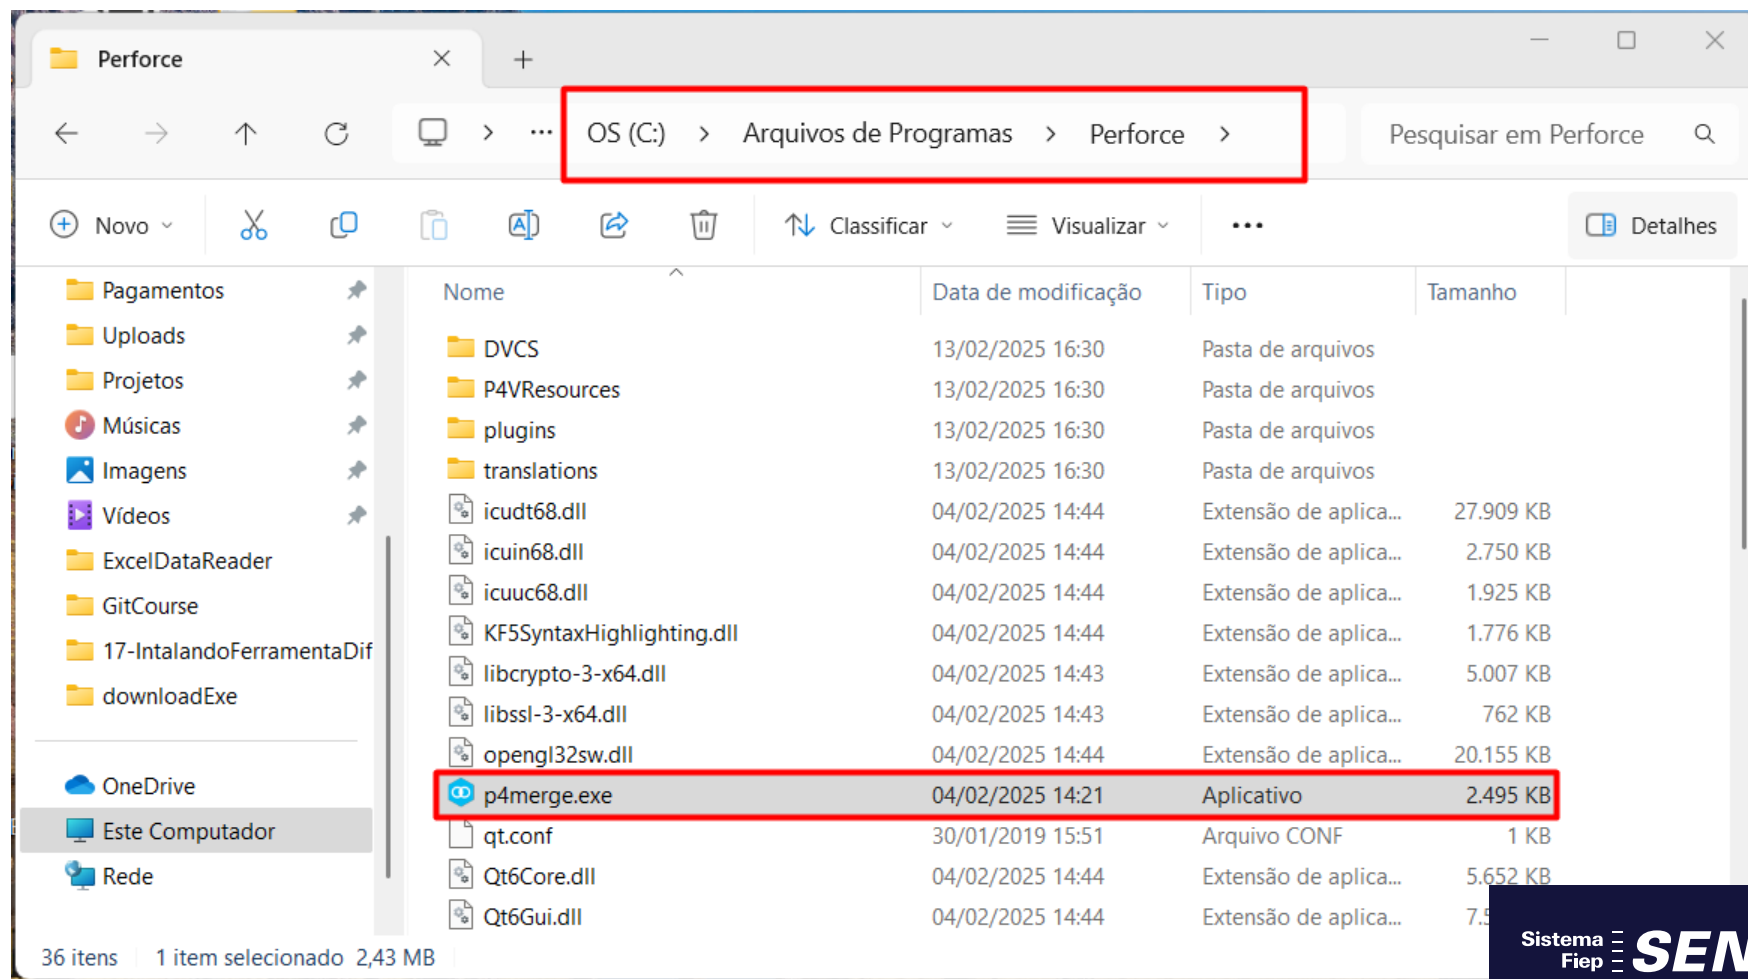 Perforce
OS (C:) > Arquivos de Programas > Perforce >
Pesquisar em Perforce
Novo
Classificar
Visualizar
Detalhes
Pagamentos
Uploads
Projetos
Músicas
Imagens
Vídeos
ExcelDataReader
GitCourse
17-IntalandoFerramentaDif
downloadExe
OneDrive
Este Computador
Rede
Nome Data de modificação Tipo Tamanho
DVCS 13/02/2025 16:30 Pasta de arquivos
P4VResources 13/02/2025 16:30 Pasta de arquivos
plugins 13/02/2025 16:30 Pasta de arquivos
translations 13/02/2025 16:30 Pasta de arquivos
icudt68.dll 04/02/2025 14:44 Extensão de aplica... 27.909 KB
icuin68.dll 04/02/2025 14:44 Extensão de aplica... 2.750 KB
icuuc68.dll 04/02/2025 14:44 Extensão de aplica... 1.925 KB
KF5SyntaxHighlighting.dll 04/02/2025 14:44 Extensão de aplica... 1.776 KB
libcrypto-3-x64.dll 04/02/2025 14:43 Extensão de aplica... 5.007 KB
libssl-3-x64.dll 04/02/2025 14:43 Extensão de aplica... 762 KB
opengl32sw.dll 04/02/2025 14:44 Extensão de aplica... 20.155 KB
p4merge.exe 04/02/2025 14:21 Aplicativo 2.495 KB
qt.conf 30/01/2019 15:51 Arquivo CONF 1 KB
Qt6Core.dll 04/02/2025 14:44 Extensão de aplica... 5.652 KB
Qt6Gui.dll 04/02/2025 14:44 Extensão de aplica...
36 itens 1 item selecionado 2,43 MB
Sistema
Fiep
SEN